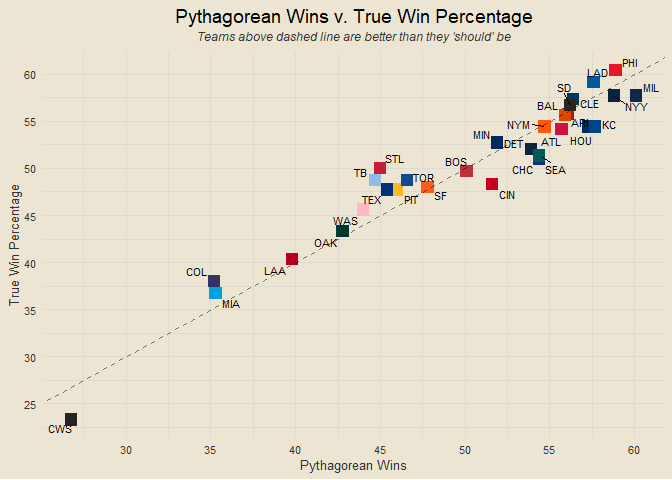 Pythagorean Wins v. True Win Percentage
Teams above dashed line are better than they 'should' be
True Win Percentage
60
55
50
45
40
35
30
25
PHI
LAD
SD
MIL
CLE
NYY
BAL
ARI
KC
NYM
MIN
DET
ATL
HOU
STL
BOS
CHC
SEA
TB
TOR
TEX
PIT
SF
CIN
WAS
OAK
COL
LAA
MIA
CWS
30
35
40
45
50
55
60
Pythagorean Wins